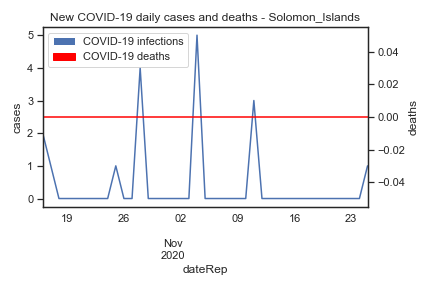 New COVID-19 daily cases and deaths - Solomon_Islands
COVID-19 infections
COVID-19 deaths
5
4
3
2
1
0
cases
0.04
0.02
0.00
−0.02
−0.04
deaths
19 26 02 09 16 23
Nov
2020
dateRep